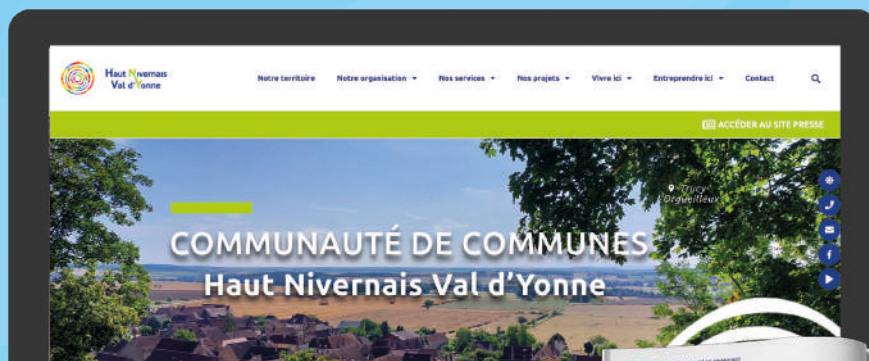 Haut Nivernais
Val d'Yonne
Notre territoire
Notre organisation
Nos services
Nos projets
Vivre ici
Entreprendre ici
Contact
ACCÉDER AU SITE PRESSE
Trucy
l'Orgueilleux
COMMUNAUTÉ DE COMMUNES
Haut Nivernais Val d'Yonne